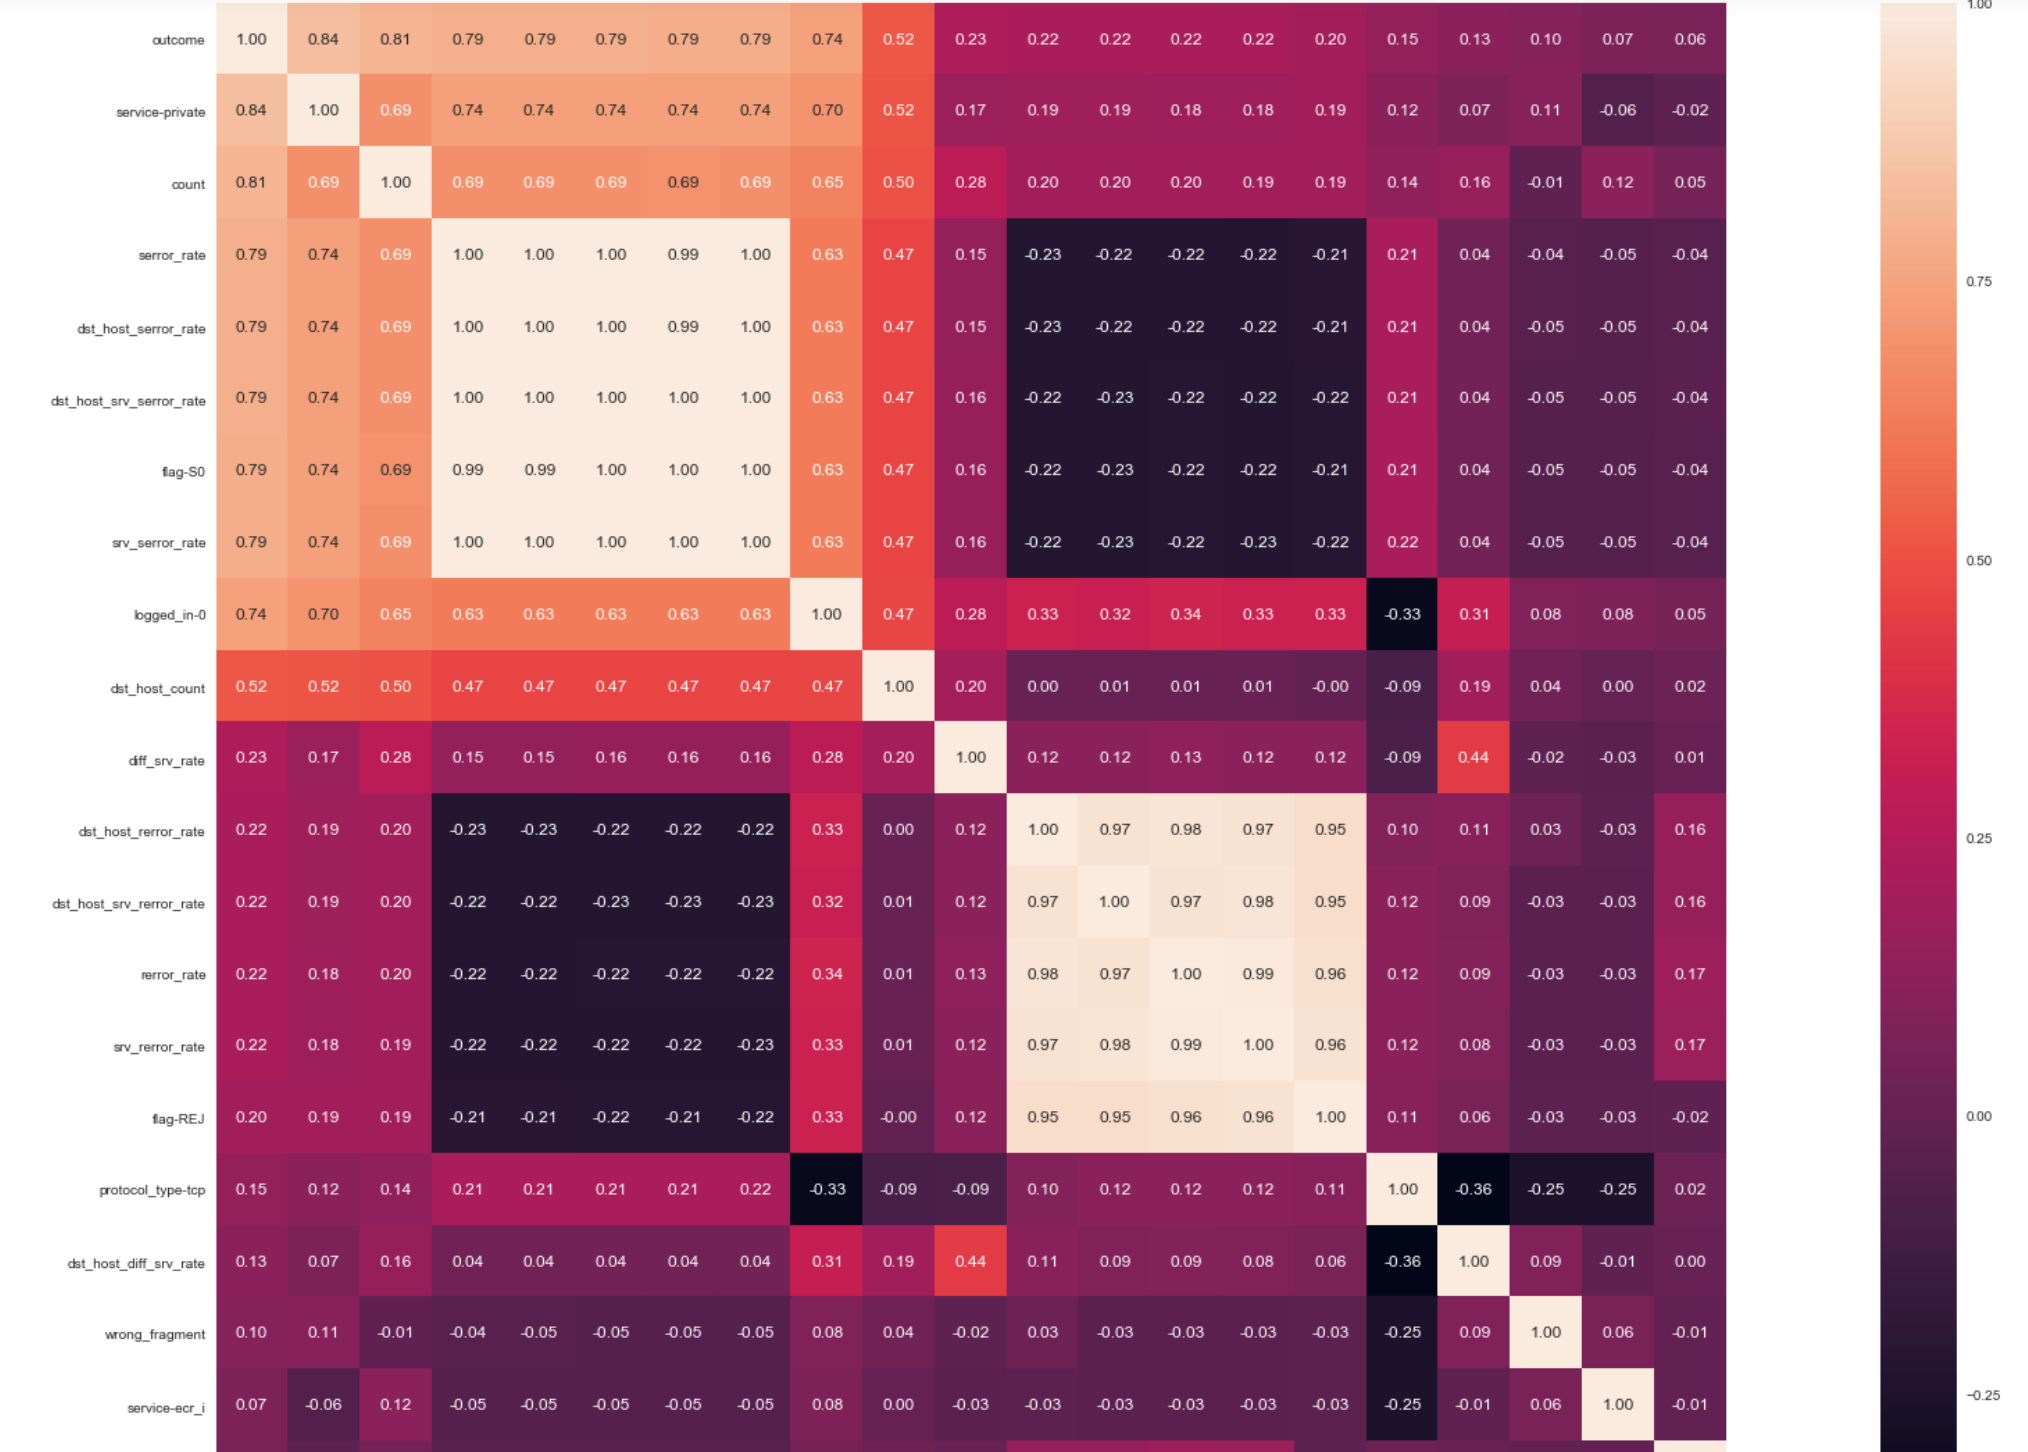 1.00
outcome 1.00 0.84 0.81 0.79 0.79 0.79 0.79 0.79 0.74 0.52 0.23 0.22 0.22 0.22 0.22 0.20 0.15 0.13 0.10 0.07 0.06
service-private 0.84 1.00 0.69 0.74 0.74 0.74 0.74 0.74 0.70 0.52 0.17 0.19 0.19 0.18 0.18 0.19 0.12 0.07 0.11 -0.06 -0.02
count 0.81 0.69 1.00 0.69 0.69 0.69 0.69 0.69 0.65 0.50 0.28 0.20 0.20 0.20 0.19 0.19 0.14 0.16 -0.01 0.12 0.05
serror_rate 0.79 0.74 0.69 1.00 1.00 1.00 0.99 1.00 0.63 0.47 0.15 -0.23 -0.22 -0.22 -0.22 -0.21 0.21 0.04 -0.04 -0.05 -0.04
0.75
dst_host_serror_rate 0.79 0.74 0.69 1.00 1.00 1.00 0.99 1.00 0.63 0.47 0.15 -0.23 -0.22 -0.22 -0.22 -0.21 0.21 0.04 -0.05 -0.05 -0.04
dst_host_srv_serror_rate 0.79 0.74 0.69 1.00 1.00 1.00 1.00 1.00 0.63 0.47 0.16 -0.22 -0.23 -0.22 -0.22 -0.22 0.21 0.04 -0.05 -0.05 -0.04
flag-S0 0.79 0.74 0.69 0.99 0.99 1.00 1.00 1.00 0.63 0.47 0.16 -0.22 -0.23 -0.22 -0.22 -0.21 0.21 0.04 -0.05 -0.05 -0.04
srv_serror_rate 0.79 0.74 0.69 1.00 1.00 1.00 1.00 1.00 0.63 0.47 0.16 -0.22 -0.23 -0.22 -0.23 -0.22 0.22 0.04 -0.05 -0.05 -0.04
0.50
logged_in-0 0.74 0.70 0.65 0.63 0.63 0.63 0.63 0.63 1.00 0.47 0.28 0.33 0.32 0.34 0.33 0.33 -0.33 0.31 0.08 0.08 0.05
dst_host_count 0.52 0.52 0.50 0.47 0.47 0.47 0.47 0.47 0.47 1.00 0.20 0.00 0.01 0.01 0.01 -0.00 -0.09 0.19 0.04 0.00 0.02
diff_srv_rate 0.23 0.17 0.28 0.15 0.15 0.16 0.16 0.16 0.28 0.20 1.00 0.12 0.12 0.13 0.12 0.12 -0.09 0.44 -0.02 -0.03 0.01
dst_host_rerror_rate 0.22 0.19 0.20 -0.23 -0.23 -0.22 -0.22 -0.22 0.33 0.00 0.12 1.00 0.97 0.98 0.97 0.95 0.10 0.11 0.03 -0.03 0.16
0.25
dst_host_srv_rerror_rate 0.22 0.19 0.20 -0.22 -0.22 -0.23 -0.23 -0.23 0.32 0.01 0.12 0.97 1.00 0.97 0.98 0.95 0.12 0.09 -0.03 -0.03 0.16
rerror_rate 0.22 0.18 0.20 -0.22 -0.22 -0.22 -0.22 -0.22 0.34 0.01 0.13 0.98 0.97 1.00 0.99 0.96 0.12 0.09 -0.03 -0.03 0.17
srv_rerror_rate 0.22 0.18 0.19 -0.22 -0.22 -0.22 -0.22 -0.23 0.33 0.01 0.12 0.97 0.98 0.99 1.00 0.96 0.12 0.08 -0.03 -0.03 0.17
flag-REJ 0.20 0.19 0.19 -0.21 -0.21 -0.22 -0.21 -0.22 0.33 -0.00 0.12 0.95 0.95 0.96 0.96 1.00 0.11 0.06 -0.03 -0.03 -0.02
0.00
protocol_type-tcp 0.15 0.12 0.14 0.21 0.21 0.21 0.21 0.22 -0.33 -0.09 -0.09 0.10 0.12 0.12 0.12 0.11 1.00 -0.36 -0.25 -0.25 0.02
dst_host_diff_srv_rate 0.13 0.07 0.16 0.04 0.04 0.04 0.04 0.04 0.31 0.19 0.44 0.11 0.09 0.09 0.08 0.06 -0.36 1.00 0.09 -0.01 0.00
wrong_fragment 0.10 0.11 -0.01 -0.04 -0.05 -0.05 -0.05 -0.05 0.08 0.04 -0.02 0.03 -0.03 -0.03 -0.03 -0.03 -0.25 0.09 1.00 0.06 -0.01
service-ecr_i 0.07 -0.06 0.12 -0.05 -0.05 -0.05 -0.05 -0.05 0.08 0.00 -0.03 -0.03 -0.03 -0.03 -0.03 -0.03 -0.25 -0.01 0.06 1.00 -0.01
−0.25